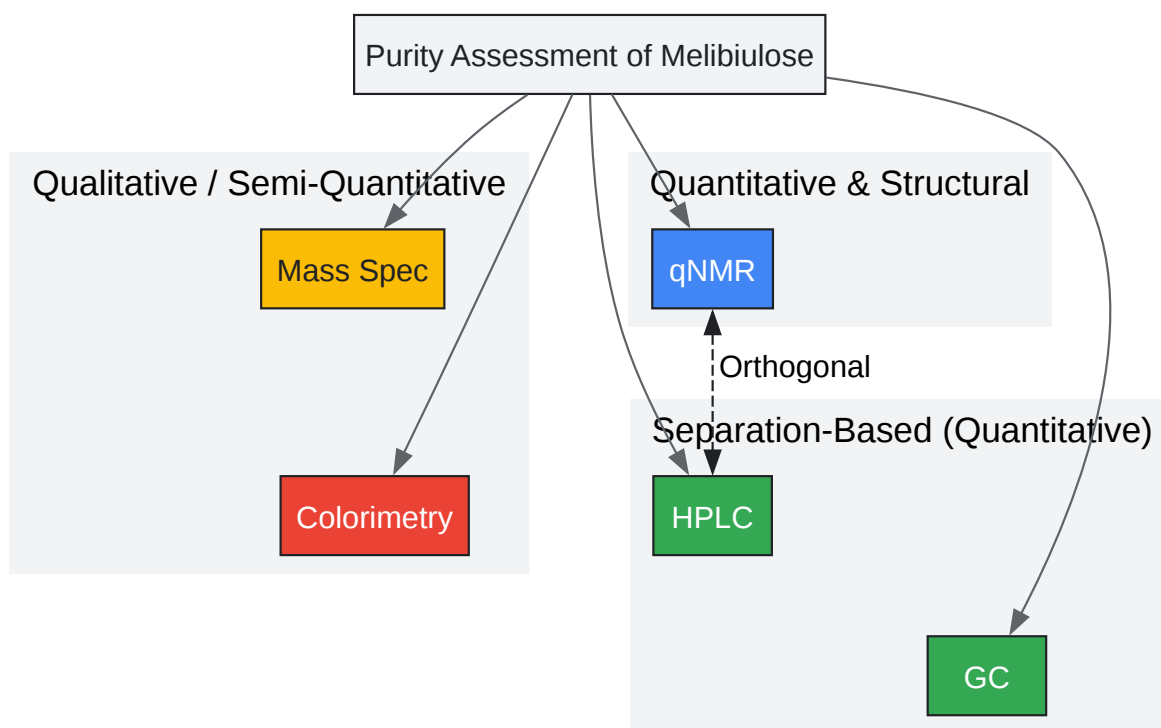 Purity Assessment of Melibiulose
Qualitative / Semi-Quantitative
Quantitative & Structural
Mass Spec
qNMR
Orthogonal
Separation-Based (Quantitative)
Colorimetry
HPLC
GC